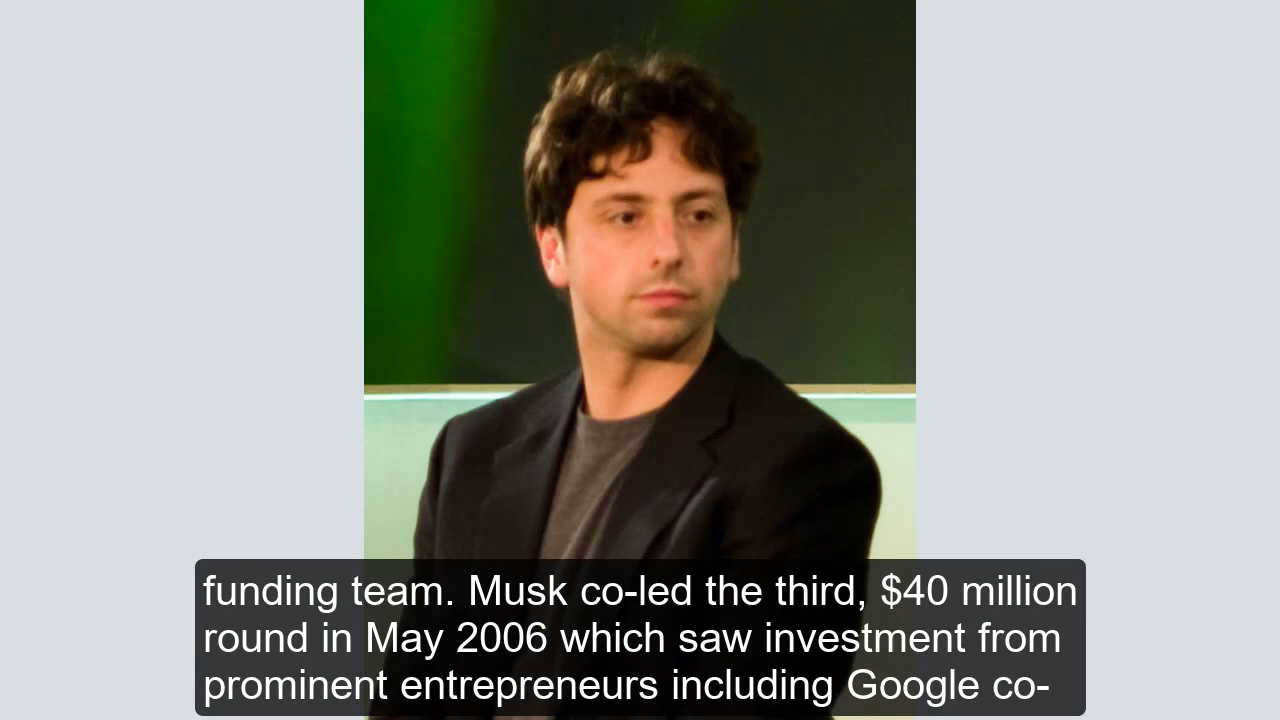 funding team. Musk co-led the third, $40 million
round in May 2006 which saw investment from
prominent entrepreneurs including Google co-